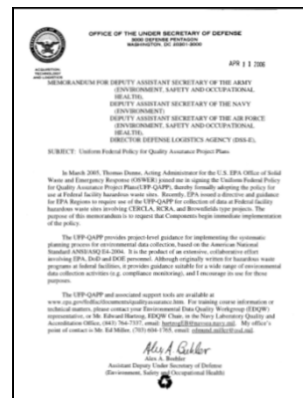 OFFICE OF THE UNDER SECRETARY OF DEFENSE
3000 DEFENSE PENTAGON
WASHINGTON, DC 20301-3000
ACQUISITION,
TECHNOLOGY
AND LOGISTICS
APR 13 2006
MEMORANDUM FOR DEPUTY ASSISTANT SECRETARY OF THE ARMY
(ENVIRONMENT, SAFETY AND OCCUPATIONAL
HEALTH),
DEPUTY ASSISTANT SECRETARY OF THE NAVY
(ENVIRONMENT)
DEPUTY ASSISTANT SECRETARY OF THE AIR FORCE
(ENVIRONMENT, SAFETY AND OCCUPATIONAL
HEALTH),
DIRECTOR DEFENSE LOGISTICS AGENCY (DSS-E),
SUBJECT: Uniform Federal Policy for Quality Assurance Project Plans
In March 2005, Thomas Dunne, Acting Administrator for the U.S. EPA Office of Solid
Waste and Emergency Response (OSWER) joined me in signing the Uniform Federal Policy
for Quality Assurance Project Plans (UFP-QAPP), thereby formally adopting the policy for
use at Federal facility hazardous waste sites. Recently, EPA issued a directive and guidance
for EPA Regions to require use of the UFP-QAPP for collection of data at Federal facility
hazardous waste sites involving CERCLA, RCRA, and Brownfields-type projects. The
purpose of this memorandum is to request that Components begin immediate implementation
of the policy.
The UFP-QAPP provides project-level guidance for implementing the systematic
planning process for environmental data collection, based on the American National
Standard ANSI/ASQ E4-2004. It is the product of an extensive, collaborative effort
involving EPA, DoD and DOE personnel. Although originally written for hazardous waste
programs at federal facilities, it provides guidance suitable for a wide range of environmental
data collection activities (e.g. compliance monitoring), and I encourage its use for those
purposes.
The UFP-QAPP and associated support tools are available at
www.epa.gov/fedfac/documents/qualityassurance.htm. For training course information or
technical matters, please contact your Environmental Data Quality Workgroup (EDQW)
representative, or Mr. Edward Hartzog, EDQW Chair, in the Navy Laboratory Quality and
Accreditation Office, (843) 764-7337, email: My office's
point of contact is Mr. Ed Miller, (703) 604-1765, email:
Alex A. Beehler
Alex A. Beehler
Assistant Deputy Under Secretary of Defense
(Environment, Safety and Occupational Health)